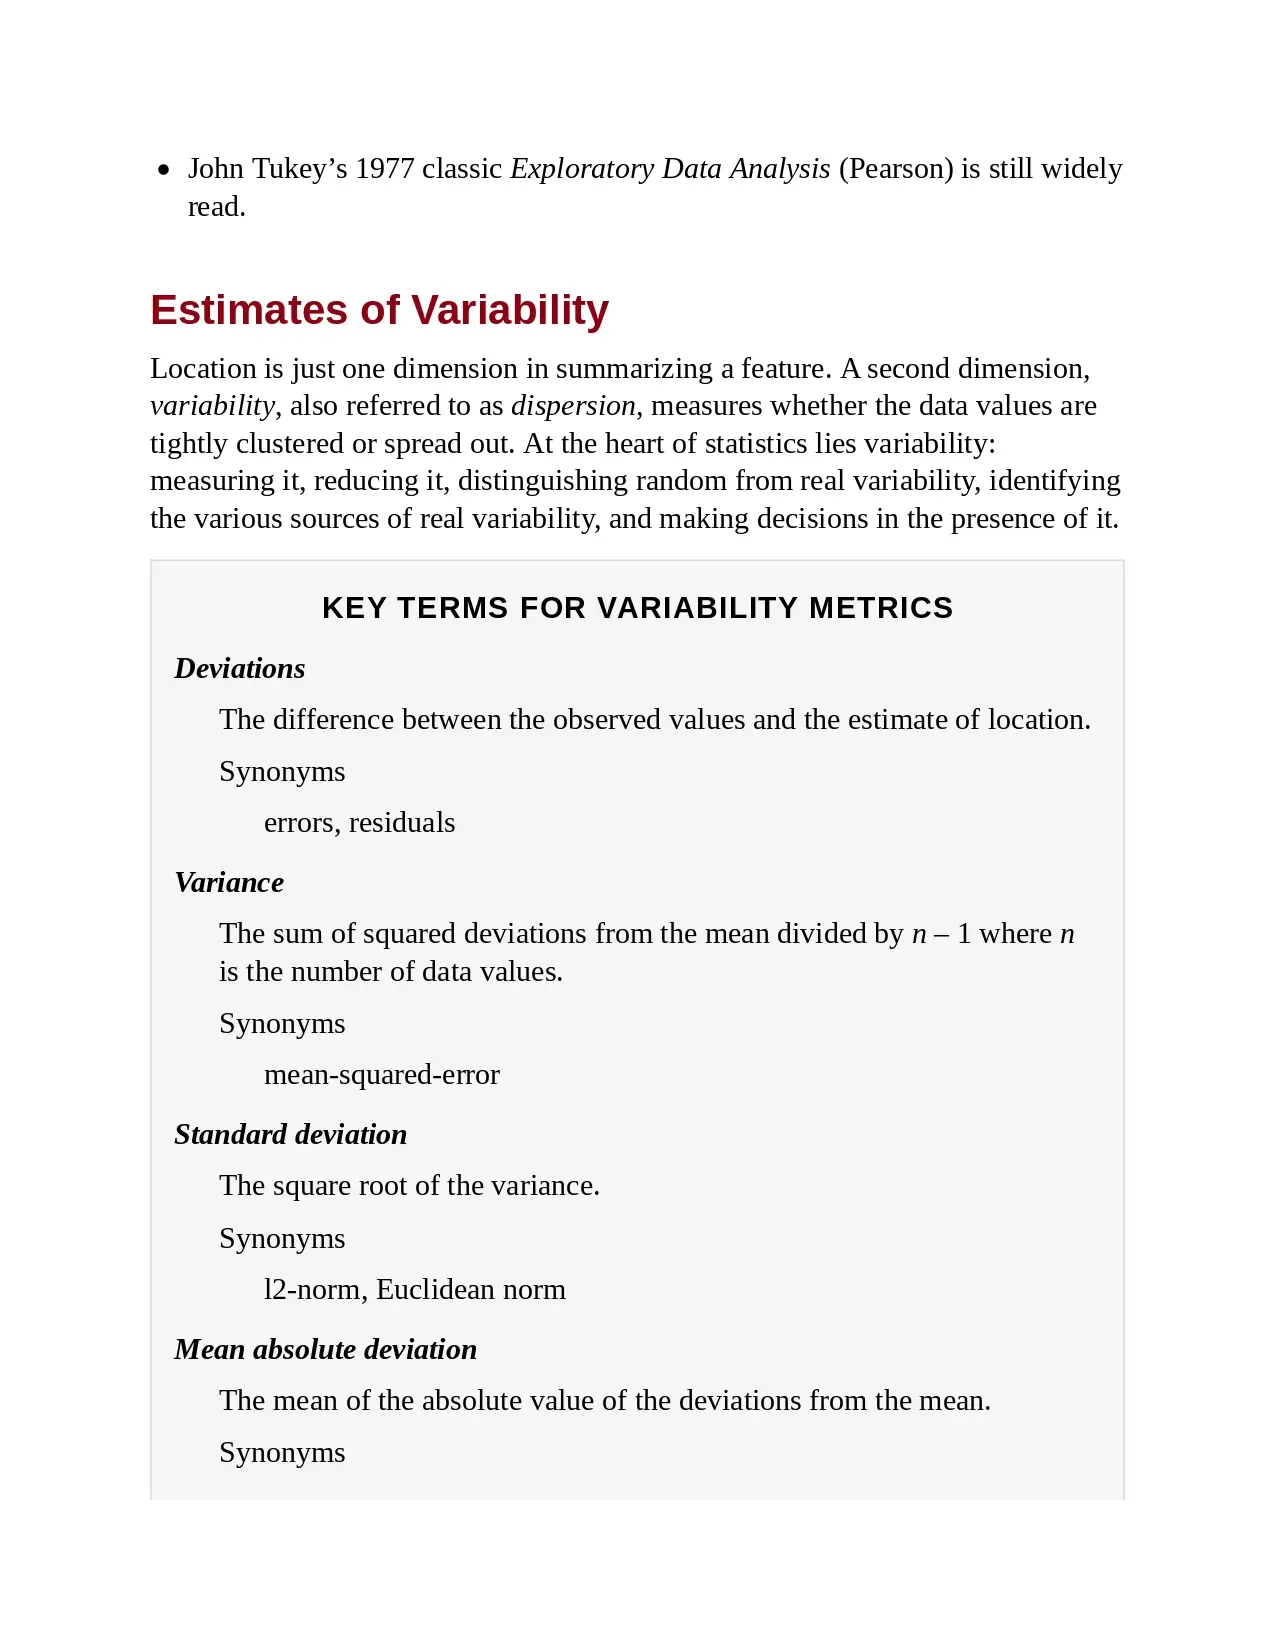 • John Tukey’s 1977 classic Exploratory Data Analysis (Pearson) is still widely
read.
Estimates of Variability
Location is just one dimension in summarizing a feature. A second dimension,
variability, also referred to as dispersion, measures whether the data values are
tightly clustered or spread out. At the heart of statistics lies variability:
measuring it, reducing it, distinguishing random from real variability, identifying
the various sources of real variability, and making decisions in the presence of it.
KEY TERMS FOR VARIABILITY METRICS
Deviations
The difference between the observed values and the estimate of location.
Synonyms
errors, residuals
Variance
The sum of squared deviations from the mean divided by n – 1 where n
is the number of data values.
Synonyms
mean-squared-error
Standard deviation
The square root of the variance.
Synonyms
l2-norm, Euclidean norm
Mean absolute deviation
The mean of the absolute value of the deviations from the mean.
Synonyms